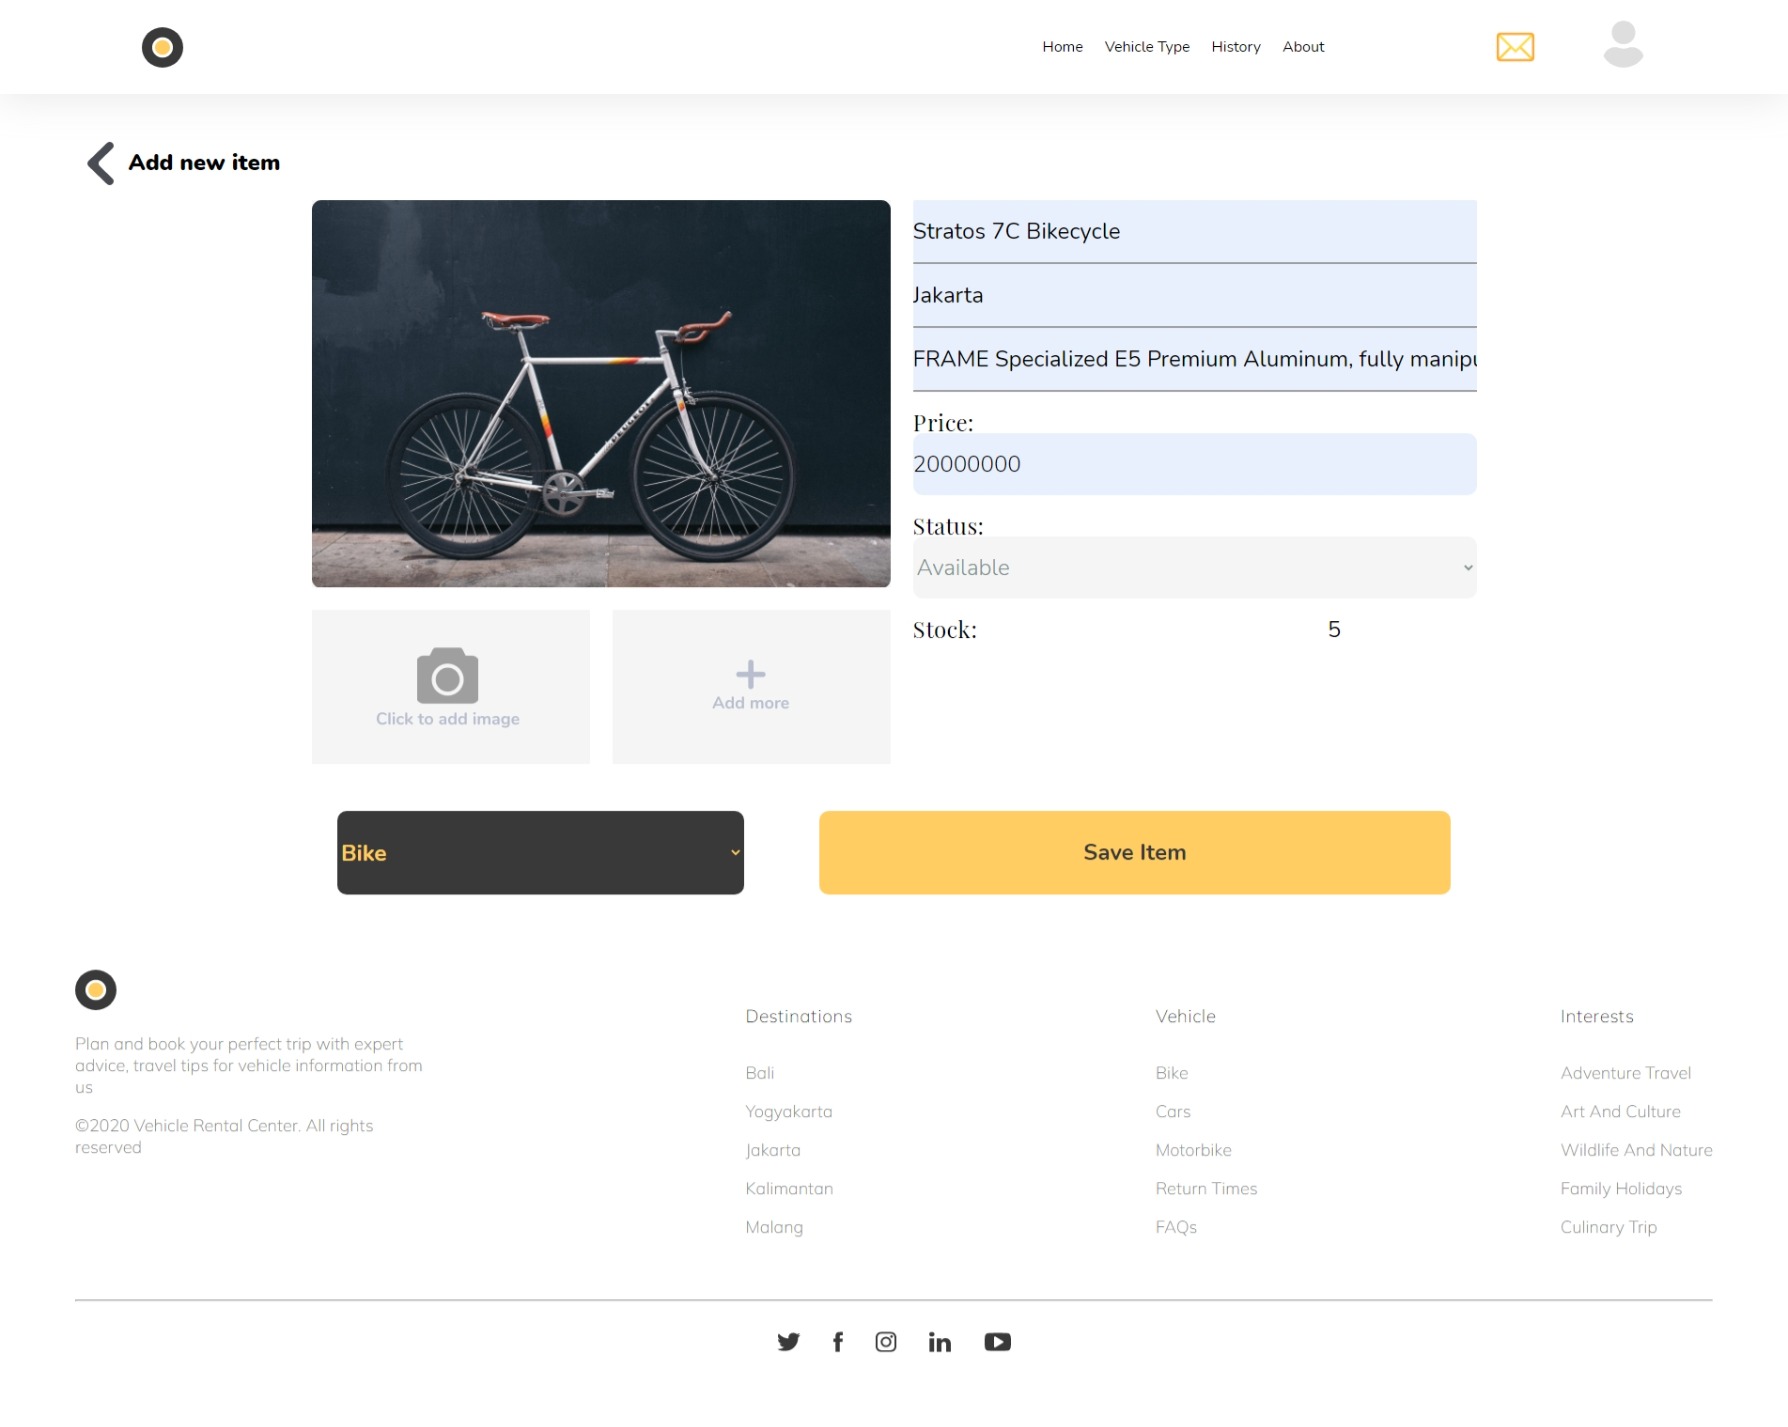 Home Vehicle Type History About
Add new item
Stratos 7C Bikecycle
Jakarta
FRAME Specialized E5 Premium Aluminum, fully manipu
Price:
20000000
Status:
Available
Stock: 5
PEUGEOT
Click to add image
Add more
Bike
Save Item
Plan and book your perfect trip with expert
advice, travel tips for vehicle information from
us
©2020 Vehicle Rental Center. All rights
reserved
Destinations
Bali
Yogyakarta
Jakarta
Kalimantan
Malang
Vehicle
Bike
Cars
Motorbike
Return Times
FAQs
Interests
Adventure Travel
Art And Culture
Wildlife And Nature
Family Holidays
Culinary Trip